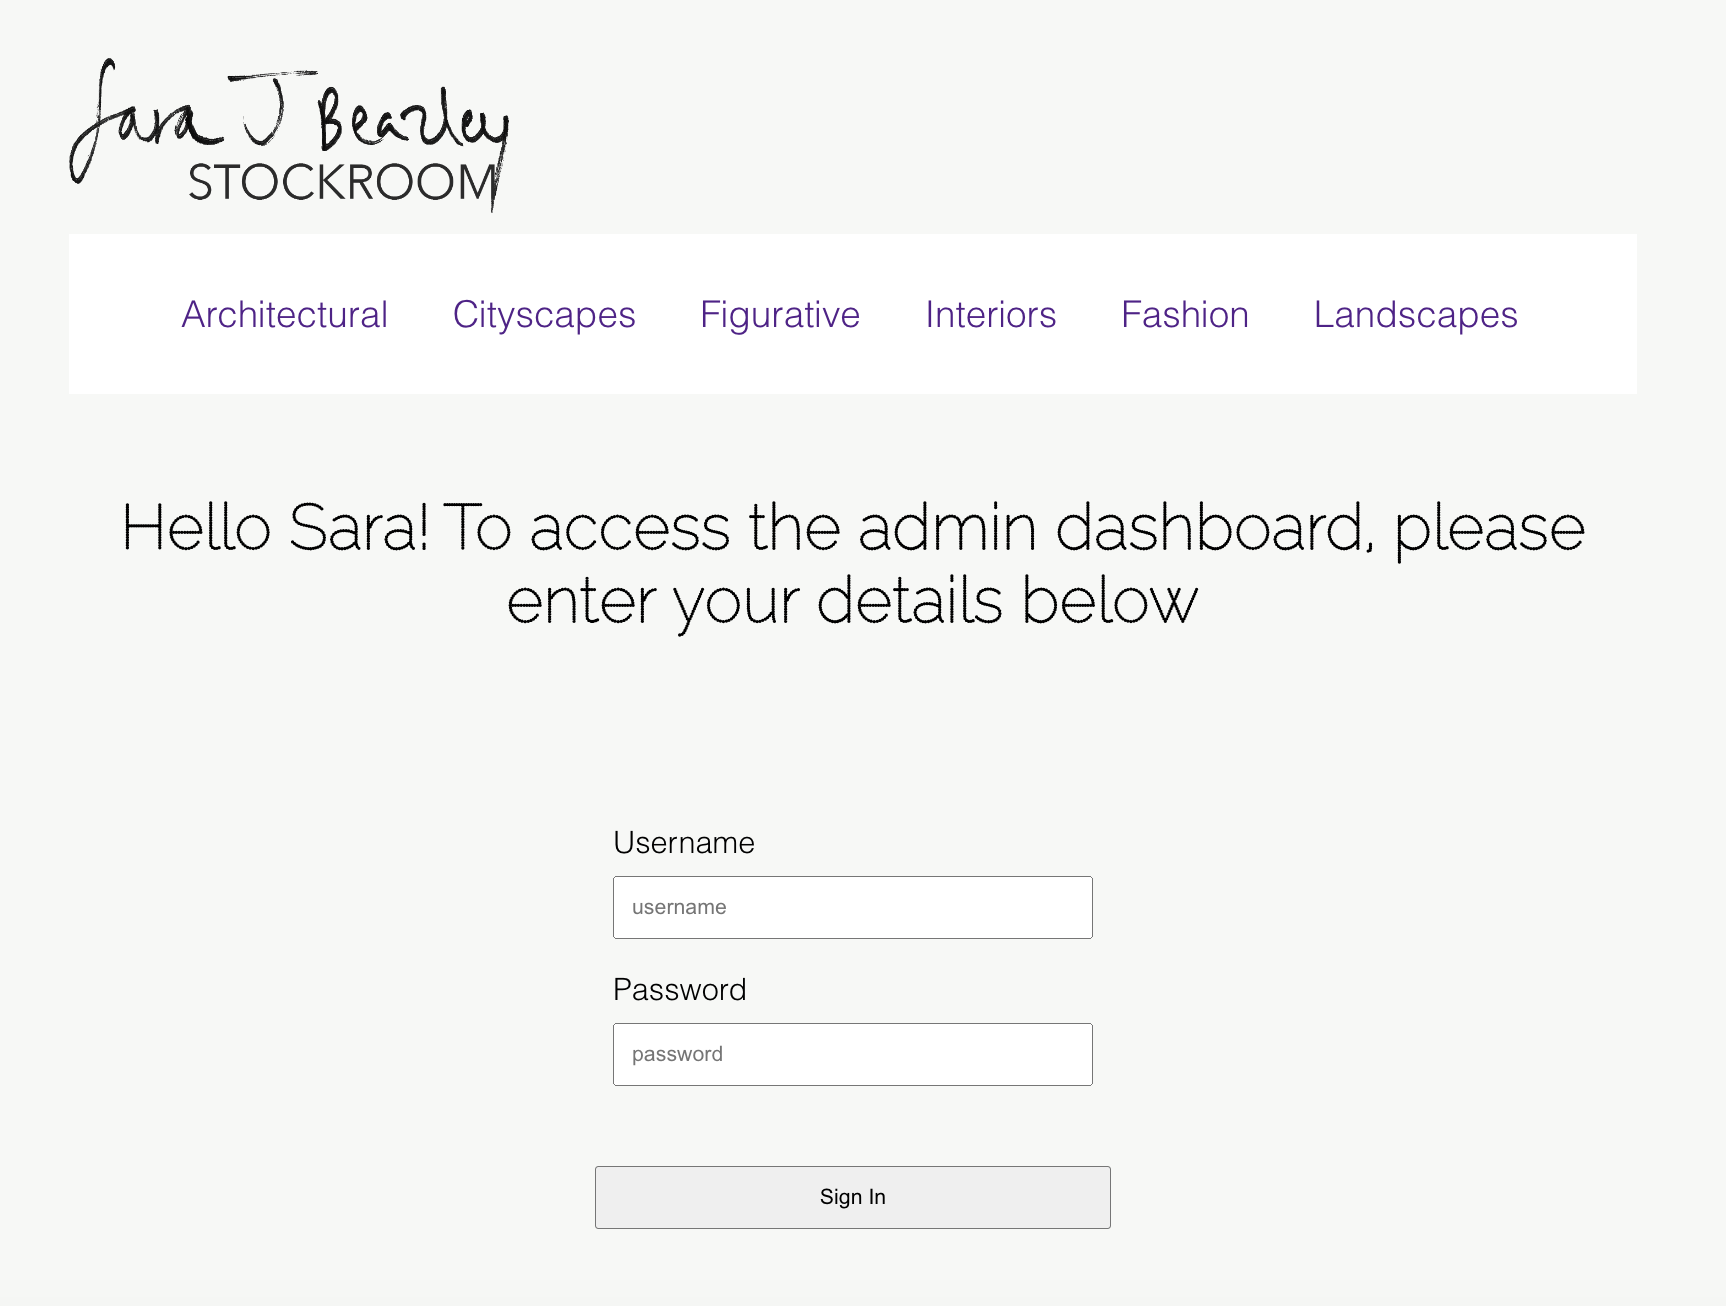 Sara J Beazley
STOCKROOM
Architectural Cityscapes Figurative Interiors Fashion Landscapes
Hello Sara! To access the admin dashboard, please
enter your details below
Username
username
Password
password
Sign In